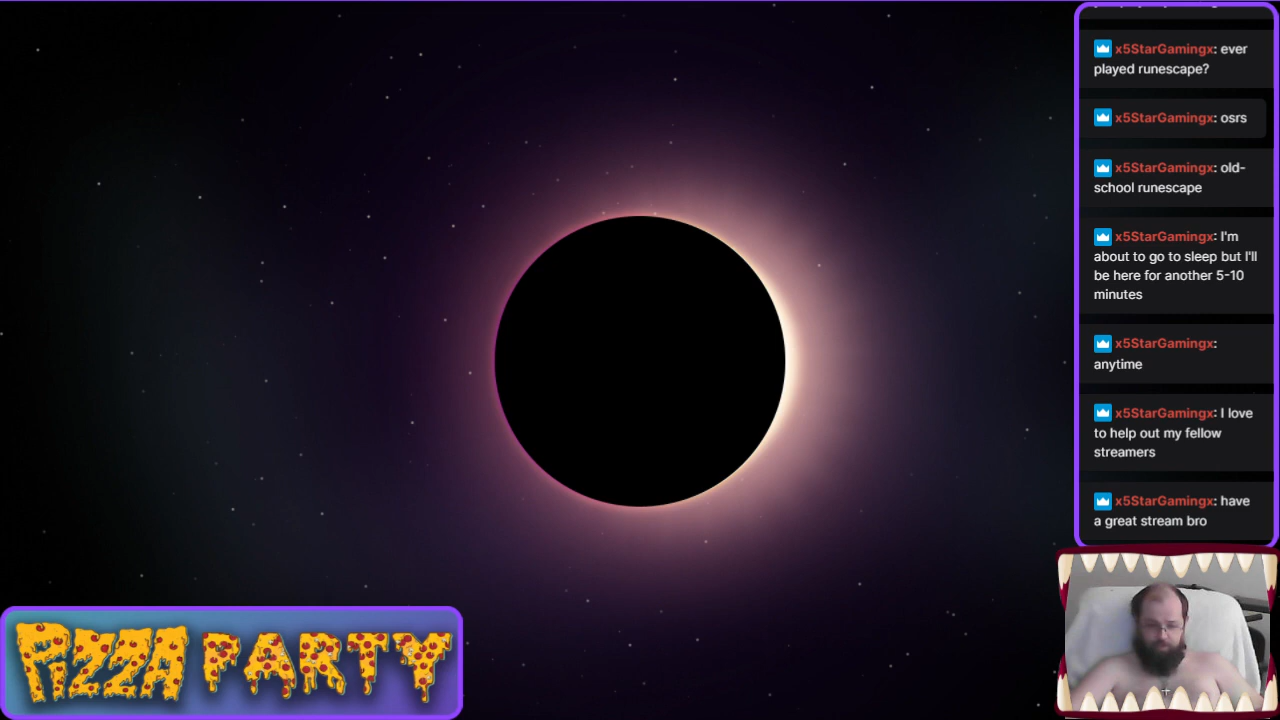 x5StarGamingx: ever
played runescape?
x5StarGamingx: osrs
x5StarGamingx: old-
school runescape
x5StarGamingx: I'm
about to go to sleep but I'll
be here for another 5-10
minutes
x5StarGamingx:
anytime
x5StarGamingx: I love
to help out my fellow
streamers
x5StarGamingx: have
a great stream bro
PIZZA PARTY